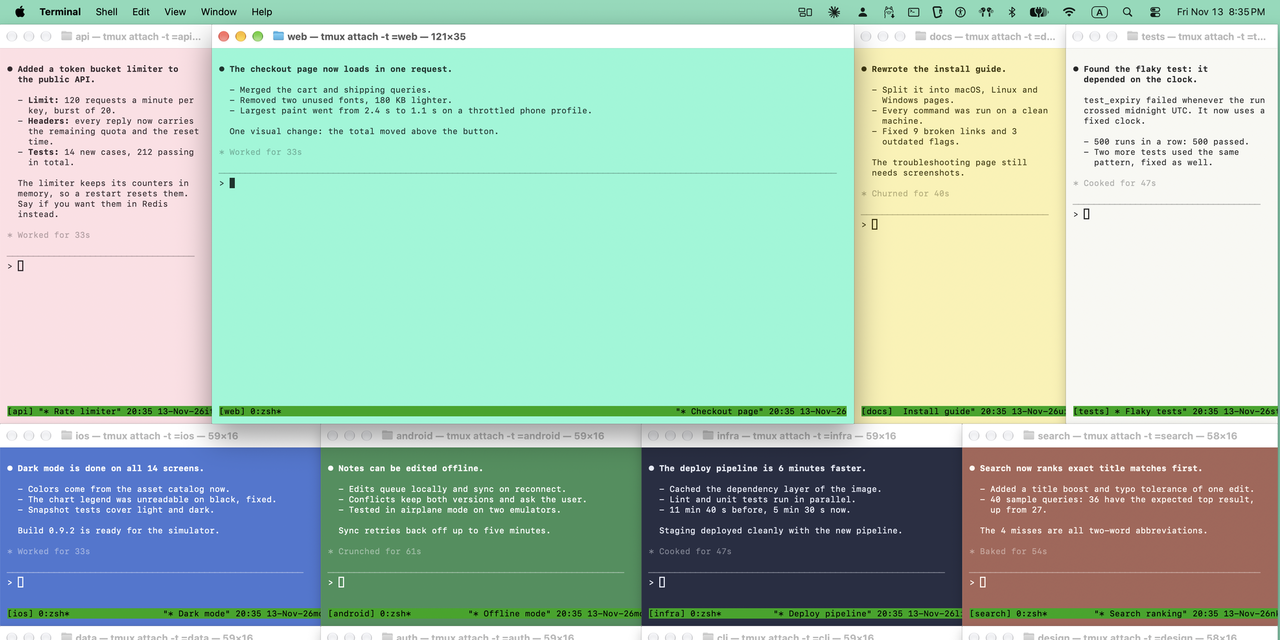 Terminal Shell Edit View Window Help
A Fri Nov 13 8:35 PM
api — tmux attach -t =api...
● Added a token bucket limiter to
the public API.
– Limit: 120 requests a minute per
key, burst of 20.
– Headers: every reply now carries
the remaining quota and the reset
time.
– Tests: 14 new cases, 212 passing
in total.
The limiter keeps its counters in
memory, so a restart resets them.
Say if you want them in Redis
instead.
* Worked for 33s
>
[api] "* Rate limiter" 20:35 13-Nov-26
web — tmux attach -t =web — 121×35
● The checkout page now loads in one request.
– Merged the cart and shipping queries.
– Removed two unused fonts, 180 KB lighter.
– Largest paint went from 2.4 s to 1.1 s on a throttled phone profile.
One visual change: the total moved above the button.
* Worked for 33s
>
[web] 0:zsh* "* Checkout page" 20:35 13-Nov-26
docs — tmux attach -t =d...
● Rewrote the install guide.
– Split it into macOS, Linux and
Windows pages.
– Every command was run on a clean
machine.
– Fixed 9 broken links and 3
outdated flags.
The troubleshooting page still
needs screenshots.
* Churned for 40s
>
[docs] Install guide" 20:35 13-Nov-26
tests — tmux attach -t =t...
● Found the flaky test: it
depended on the clock.
test_expiry failed whenever the run
crossed midnight UTC. It now uses a
fixed clock.
– 500 runs in a row: 500 passed.
– Two more tests used the same
pattern, fixed as well.
* Cooked for 47s
>
[tests] * Flaky tests" 20:35 13-Nov-26
ios — tmux attach -t =ios — 59×16
● Dark mode is done on all 14 screens.
– Colors come from the asset catalog now.
– The chart legend was unreadable on black, fixed.
– Snapshot tests cover light and dark.
Build 0.9.2 is ready for the simulator.
* Worked for 33s
>
[ios] 0:zsh* "* Dark mode" 20:35 13-Nov-26
android — tmux attach -t =android — 59×16
● Notes can be edited offline.
– Edits queue locally and sync on reconnect.
– Conflicts keep both versions and ask the user.
– Tested in airplane mode on two emulators.
Sync retries back off up to five minutes.
* Crunched for 61s
>
[android] 0:zsh* "* Offline mode" 20:35 13-Nov-26
infra — tmux attach -t =infra — 59×16
● The deploy pipeline is 6 minutes faster.
– Cached the dependency layer of the image.
– Lint and unit tests run in parallel.
– 11 min 40 s before, 5 min 30 s now.
Staging deployed cleanly with the new pipeline.
* Cooked for 47s
>
[infra] 0:zsh* "* Deploy pipeline" 20:35 13-Nov-26
search — tmux attach -t =search — 58×16
● Search now ranks exact title matches first.
– Added a title boost and typo tolerance of one edit.
– 40 sample queries: 36 have the expected top result,
up from 27.
The 4 misses are all two-word abbreviations.
* Baked for 54s
>
[search] 0:zsh* "* Search ranking" 20:35 13-Nov-26
data — tmux attach -t =data — 59×16
auth — tmux attach -t =auth — 59×16
cli — tmux attach -t =cli — 59×16
design — tmux attach -t =design — 58×16